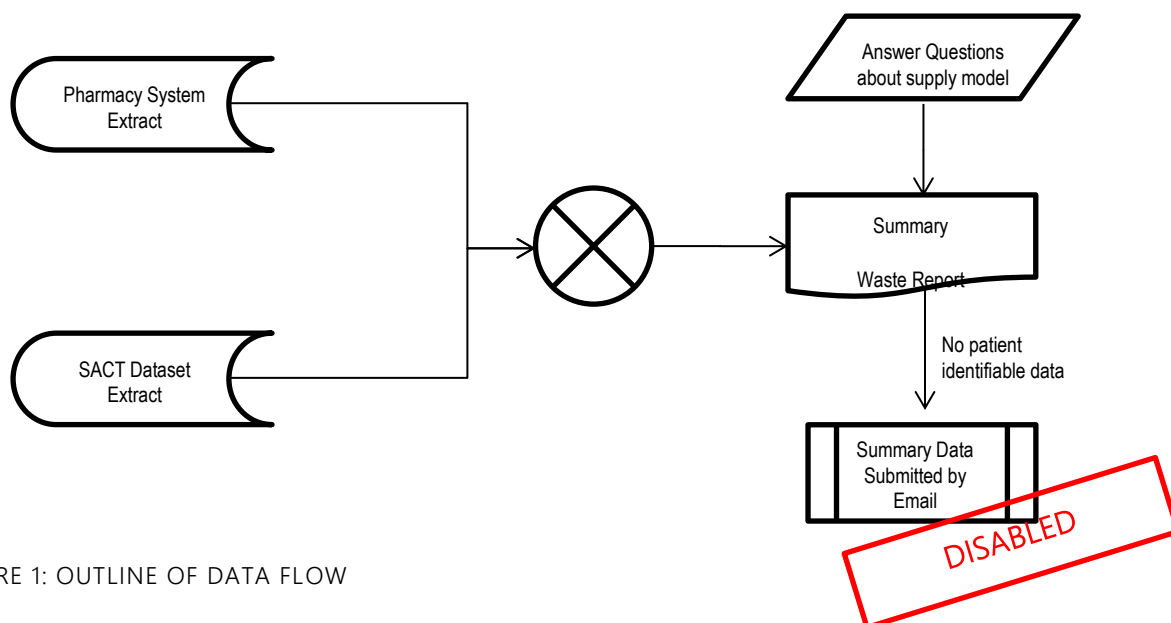 Pharmacy System
Extract
Answer Questions
about supply model
Summary
Waste Report
SACT Dataset
Extract
No patient
identifiable data
Summary Data
Submitted by
Email
DISABLED
RE 1: OUTLINE OF DATA FLOW